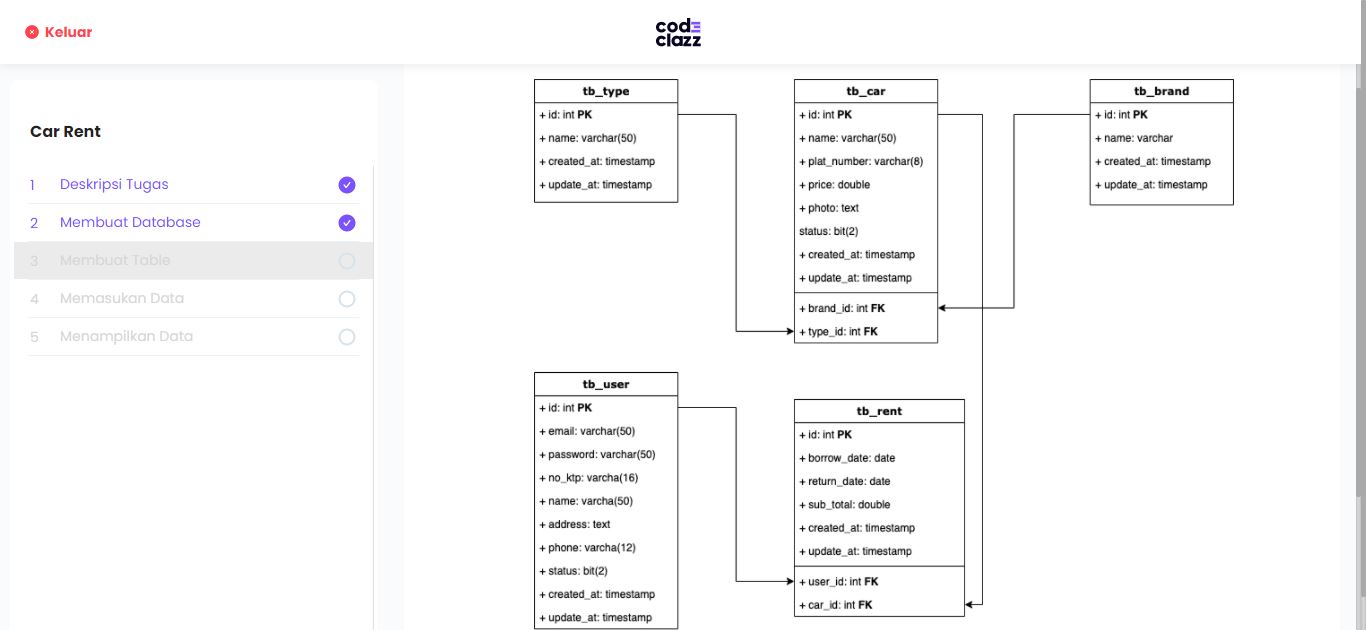 Keluar
codE
clazz
Car Rent
1 Deskripsi Tugas
2 Membuat Database
3 Membuat Table
4 Memasukan Data
5 Menampilkan Data
tb_type
+ id: int PK
+ name: varchar(50)
+ created_at: timestamp
+ update_at: timestamp
tb_car
+ id: int PK
+ name: varchar(50)
+ plat_number: varchar(8)
+ price: double
+ photo: text
status: bit(2)
+ created_at: timestamp
+ update_at: timestamp
+ brand_id: int FK
+ type_id: int FK
tb_brand
+ id: int PK
+ name: varchar
+ created_at: timestamp
+ update_at: timestamp
tb_user
+ id: int PK
+ email: varchar(50)
+ password: varchar(50)
+ no_ktp: varcha(16)
+ name: varcha(50)
+ address: text
+ phone: varcha(12)
+ status: bit(2)
+ created_at: timestamp
+ update_at: timestamp
tb_rent
+ id: int PK
+ borrow_date: date
+ return_date: date
+ sub_total: double
+ created_at: timestamp
+ update_at: timestamp
+ user_id: int FK
+ car_id: int FK